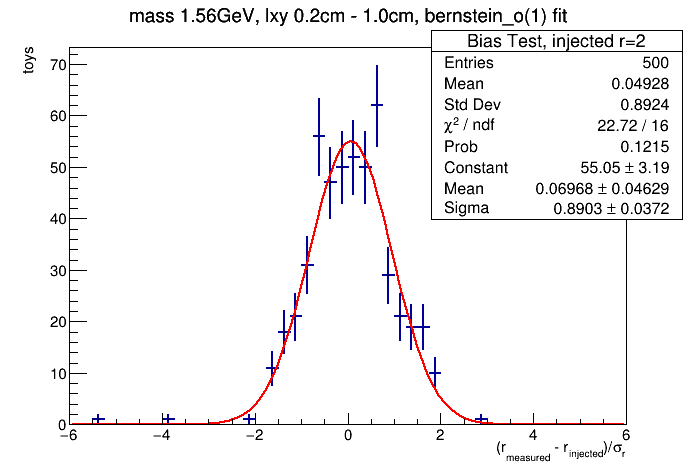 mass 1.56GeV, lxy 0.2cm - 1.0cm, bernstein_o(1) fit
Bias Test, injected r=2
Entries 500
Mean 0.04928
Std Dev 0.8924
χ² / ndf 22.72 / 16
Prob 0.1215
Constant 55.05 ± 3.19
Mean 0.06968 ± 0.04629
Sigma 0.8903 ± 0.0372
toys
70
60
50
40
30
20
10
0
−6 −4 −2 0 2 4 6
(r_measured - r_injected)/σ_r